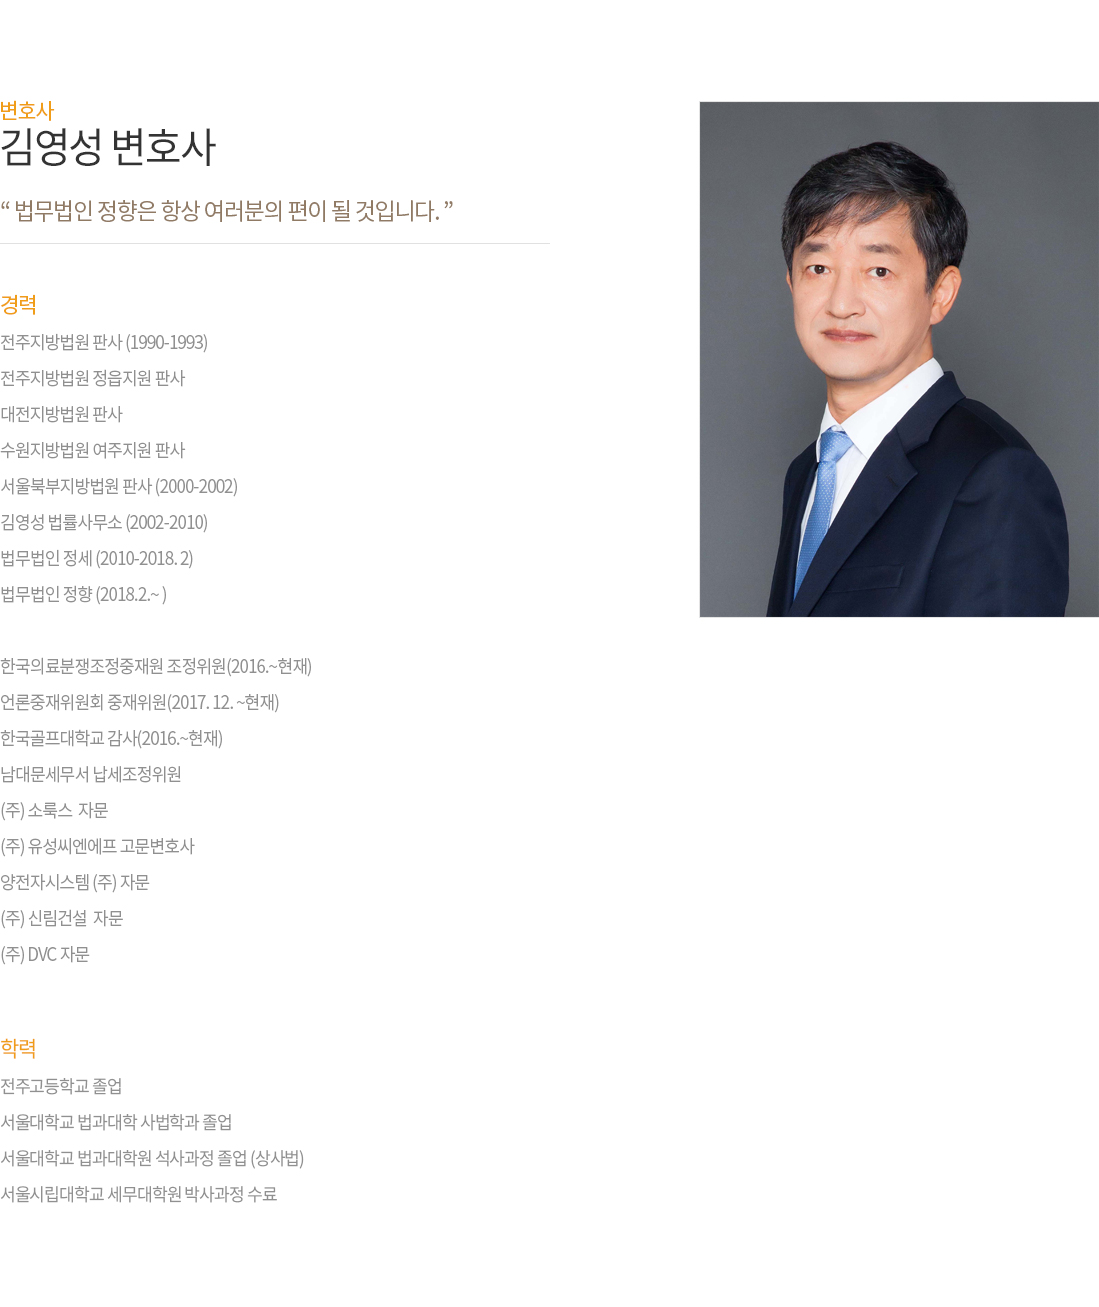 변호사
김영성 변호사
“ 법무법인 정향은 항상 여러분의 편이 될 것입니다. ”
경력
전주지방법원 판사 (1990-1993)
전주지방법원 정읍지원 판사
대전지방법원 판사
수원지방법원 여주지원 판사
서울북부지방법원 판사 (2000-2002)
김영성 법률사무소 (2002-2010)
법무법인 정세 (2010-2018. 2)
법무법인 정향 (2018.2.~ )
한국의료분쟁조정중재원 조정위원(2016.~현재)
언론중재위원회 중재위원(2017. 12. ~현재)
한국골프대학교 감사(2016.~현재)
남대문세무서 납세조정위원
(주) 소룩스 자문
(주) 유성씨엔에프 고문변호사
양전자시스템 (주) 자문
(주) 신림건설 자문
(주) DVC 자문
학력
전주고등학교 졸업
서울대학교 법과대학 사법학과 졸업
서울대학교 법과대학원 석사과정 졸업 (상사법)
서울시립대학교 세무대학원 박사과정 수료